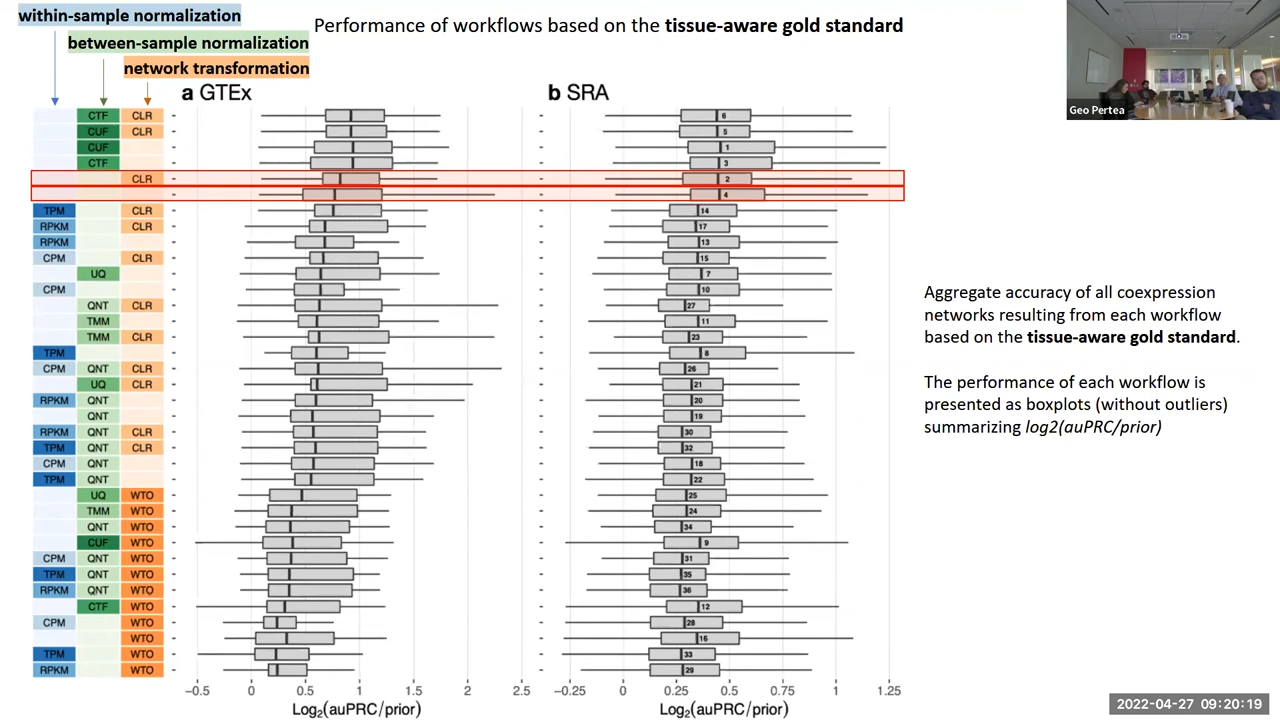 within-sample normalization
between-sample normalization
network transformation
Performance of workflows based on the tissue-aware gold standard
Geo Pertea
a GTEx
b SRA
CTF CLR 6
CUF CLR 5
CUF 1
CTF 3
CLR 2
4
TPM CLR 14
RPKM CLR 17
RPKM 13
CPM CLR 15
UQ 7
CPM 10
QNT CLR 27
TMM 11
TMM CLR 23
TPM 8
CPM QNT CLR 26
UQ CLR 21
RPKM QNT 20
QNT 19
RPKM QNT CLR 30
TPM QNT CLR 32
CPM QNT 18
TPM QNT 22
UQ WTO 25
TMM WTO 24
QNT WTO 34
CUF WTO 9
CPM QNT WTO 31
TPM QNT WTO 35
RPKM QNT WTO 36
CTF WTO 12
CPM WTO 28
WTO 16
TPM WTO 33
RPKM WTO 29
−0.5 0 0.5 1 1.5 2 2.5
Log2(auPRC/prior)
−0.25 0 0.25 0.5 0.75 1 1.25
Log2(auPRC/prior)
Aggregate accuracy of all coexpression
networks resulting from each workflow
based on the tissue-aware gold standard.
The performance of each workflow is
presented as boxplots (without outliers)
summarizing log2(auPRC/prior)
2022-04-27 09:20:19